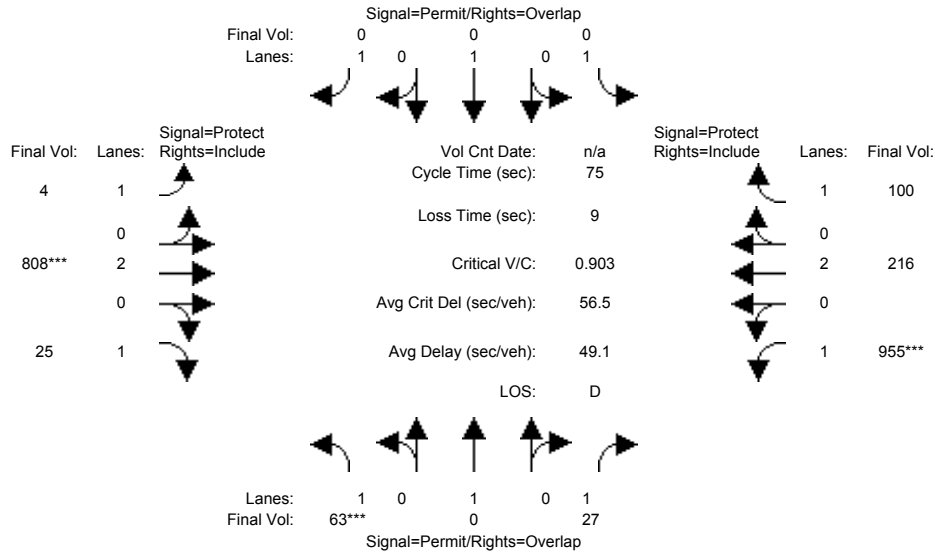 Signal=Permit/Rights=Overlap
Final Vol: 0 0 0
Lanes: 1 0 1 0 1
Signal=Protect Signal=Protect
Final Vol: Lanes: Rights=Include Vol Cnt Date: n/a Rights=Include Lanes: Final Vol:
Cycle Time (sec): 75
4 1 1 100
Loss Time (sec): 9
0 0
808*** 2 Critical V/C: 0.903 2 216
0 Avg Crit Del (sec/veh): 56.5 0
25 1 Avg Delay (sec/veh): 49.1 1 955***
LOS: D
Lanes: 1 0 1 0 1
Final Vol: 63*** 0 27
Signal=Permit/Rights=Overlap